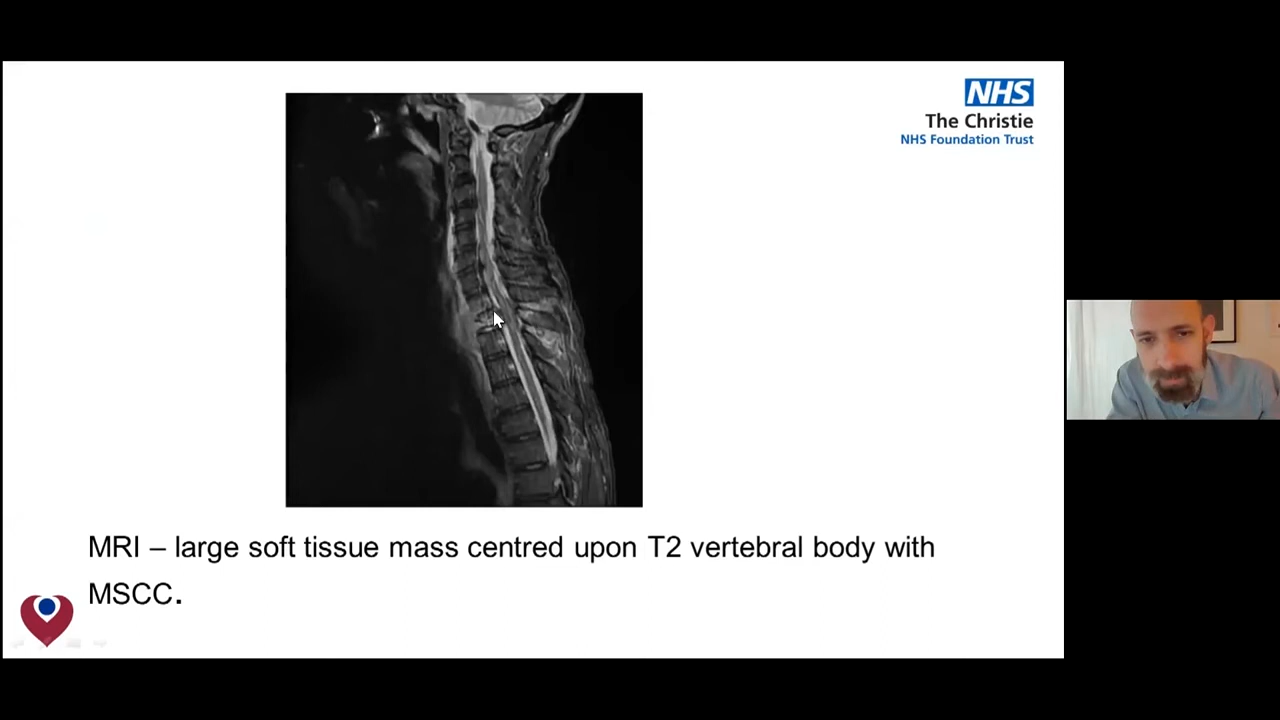 NHS
The Christie
NHS Foundation Trust
MRI – large soft tissue mass centred upon T2 vertebral body with
MSCC.